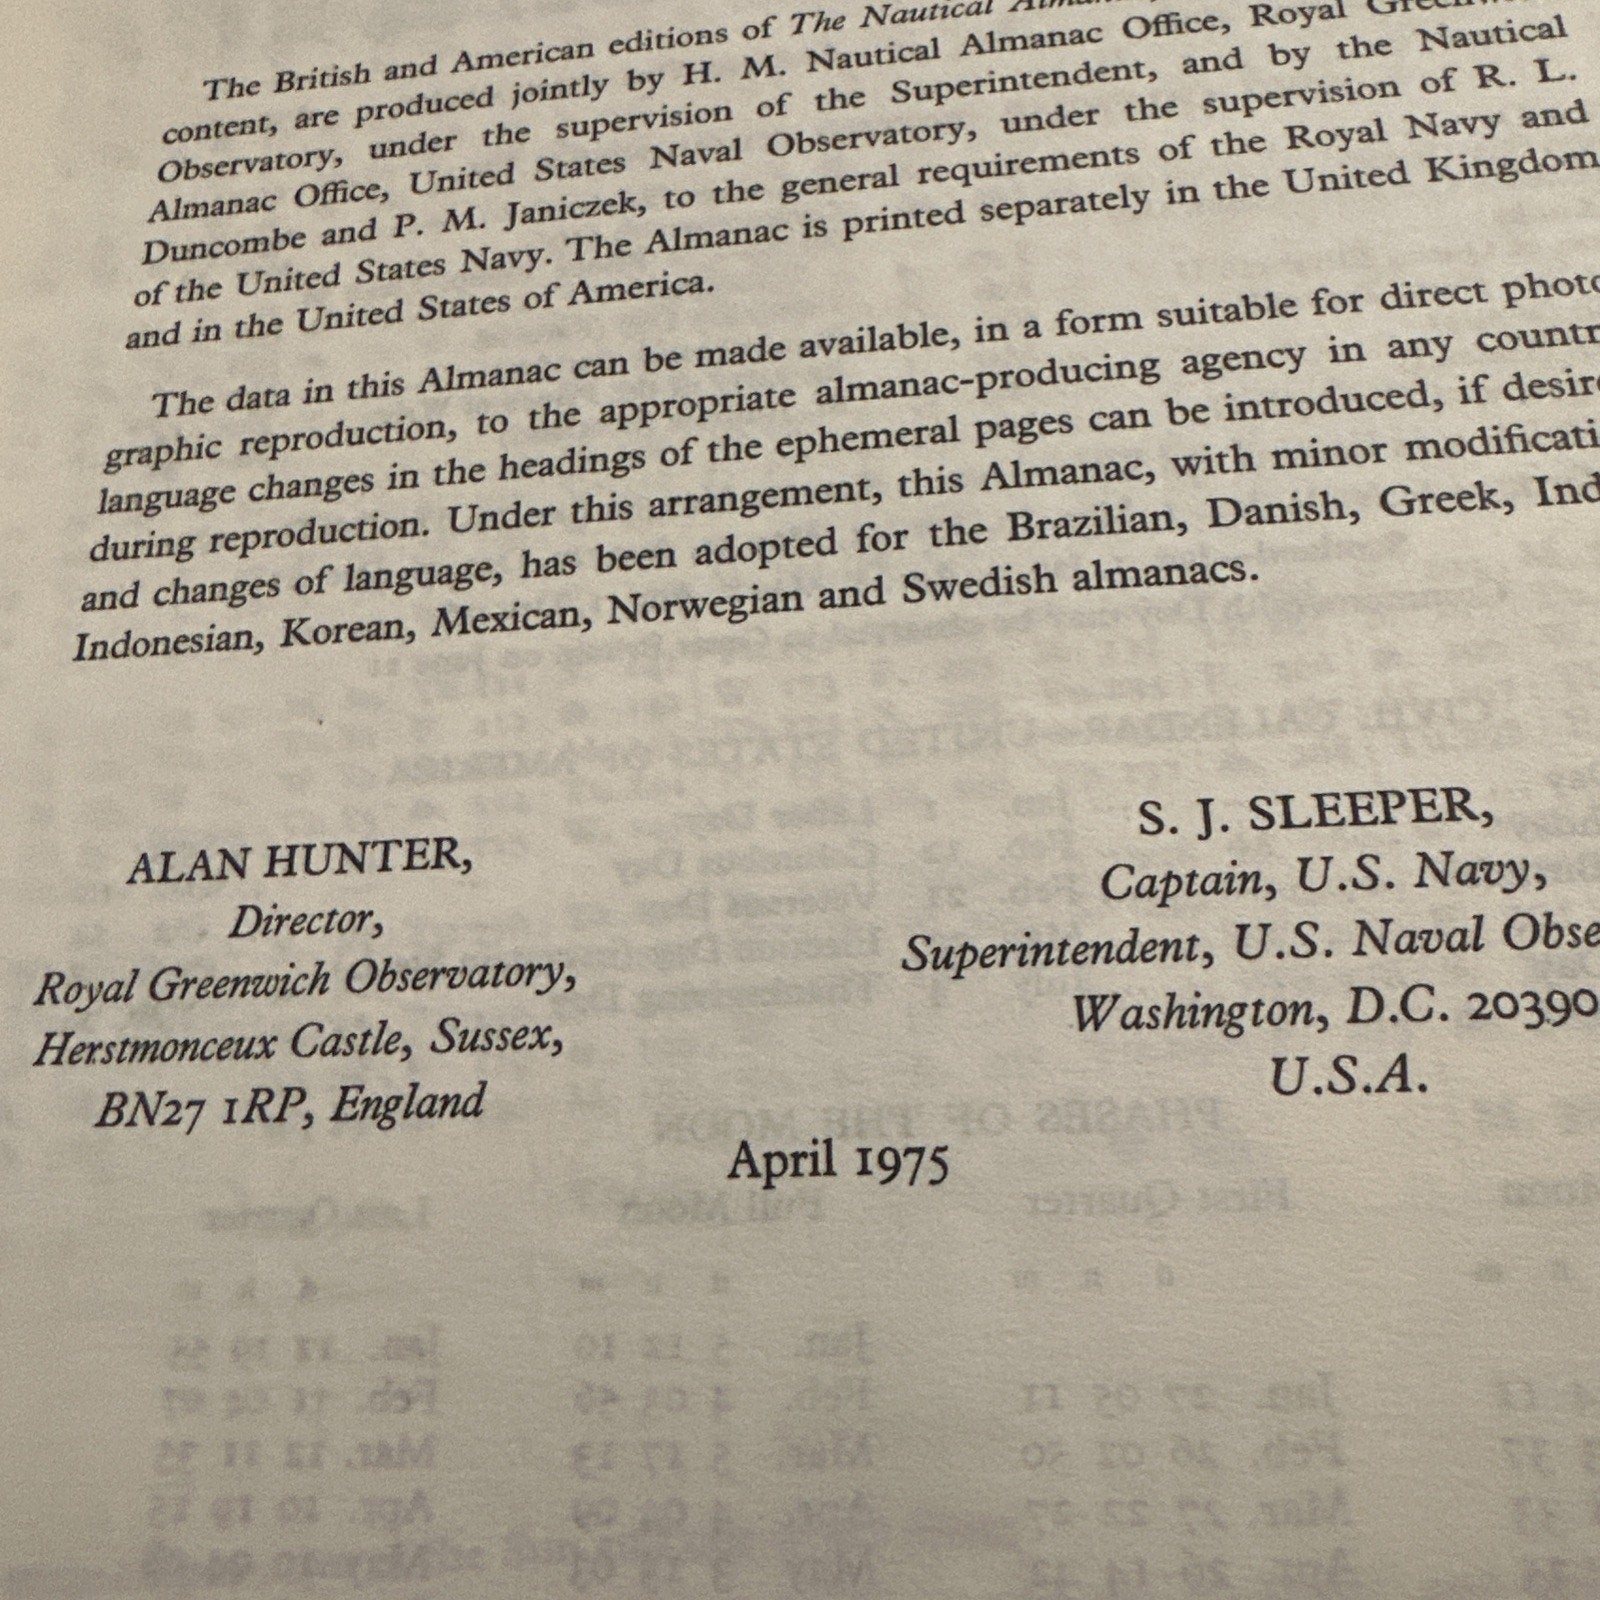 The British and American editions of The Nautical
content, are produced jointly by H. M. Nautical Almanac Office, Royal
Observatory, under the supervision of the Superintendent, and by the Nautical
Almanac Office, United States Naval Observatory, under the supervision of R. L.
Duncombe and P. M. Janiczek, to the general requirements of the Royal Navy and
of the United States Navy. The Almanac is printed separately in the United Kingdom
and in the United States of America.
The data in this Almanac can be made available, in a form suitable for direct photo
graphic reproduction, to the appropriate almanac-producing agency in any countr
language changes in the headings of the ephemeral pages can be introduced, if desire
during reproduction. Under this arrangement, this Almanac, with minor modificati
and changes of language, has been adopted for the Brazilian, Danish, Greek, Ind
Indonesian, Korean, Mexican, Norwegian and Swedish almanacs.
ALAN HUNTER,
Director,
Royal Greenwich Observatory,
Herstmonceux Castle, Sussex,
BN27 1RP, England
S. J. SLEEPER,
Captain, U.S. Navy,
Superintendent, U.S. Naval Obse
Washington, D.C. 20390
U.S.A.
April 1975